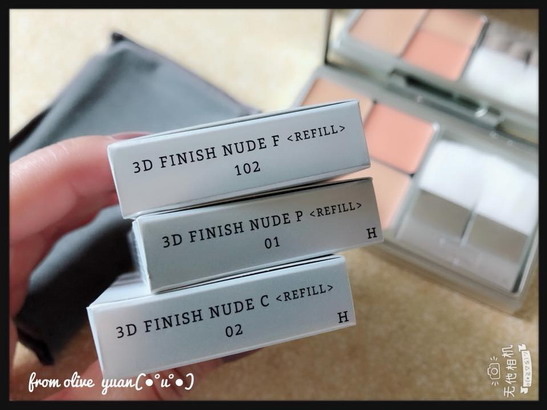 3D FINISH NUDE F <REFILL>
102
3D FINISH NUDE P <REFILL>
01
H
3D FINISH NUDE C <REFILL>
02
H
from olive yuan(•°u°•)
无他相机